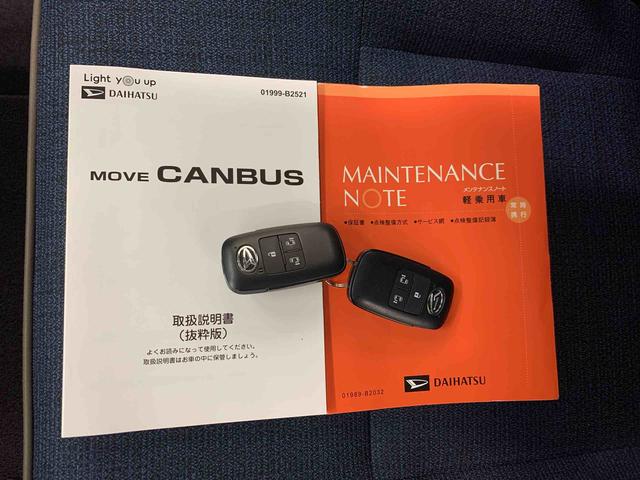 Light you up
DAIHATSU
01999-B2521
MOVE CANBUS
取扱説明書
（抜粋版）
よくお読みになって使用してください。
取扱説明書はお車の中に保管しましょう。
MAINTENANCE
NOTE
メンテナンスノート
軽乗用車
常時
携行
●保証書 ●点検整備方式 ●サービス網 ●点検整備記録簿
DAIHATSU
01989-B2032